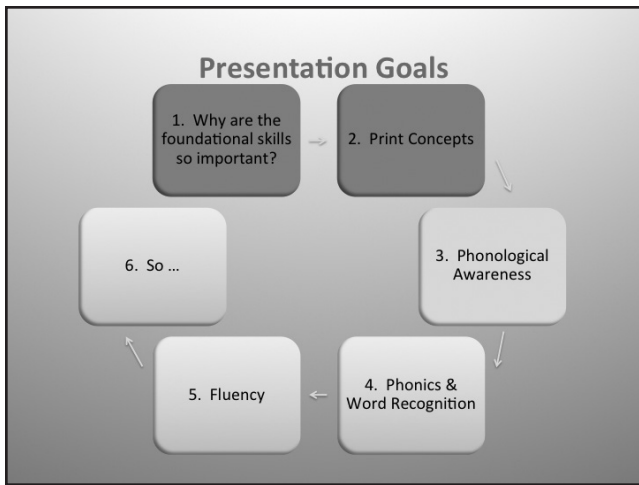 Presentation Goals
1. Why are the
foundational skills
so important?
2. Print Concepts
3. Phonological
Awareness
4. Phonics &
Word Recognition
5. Fluency
6. So ...